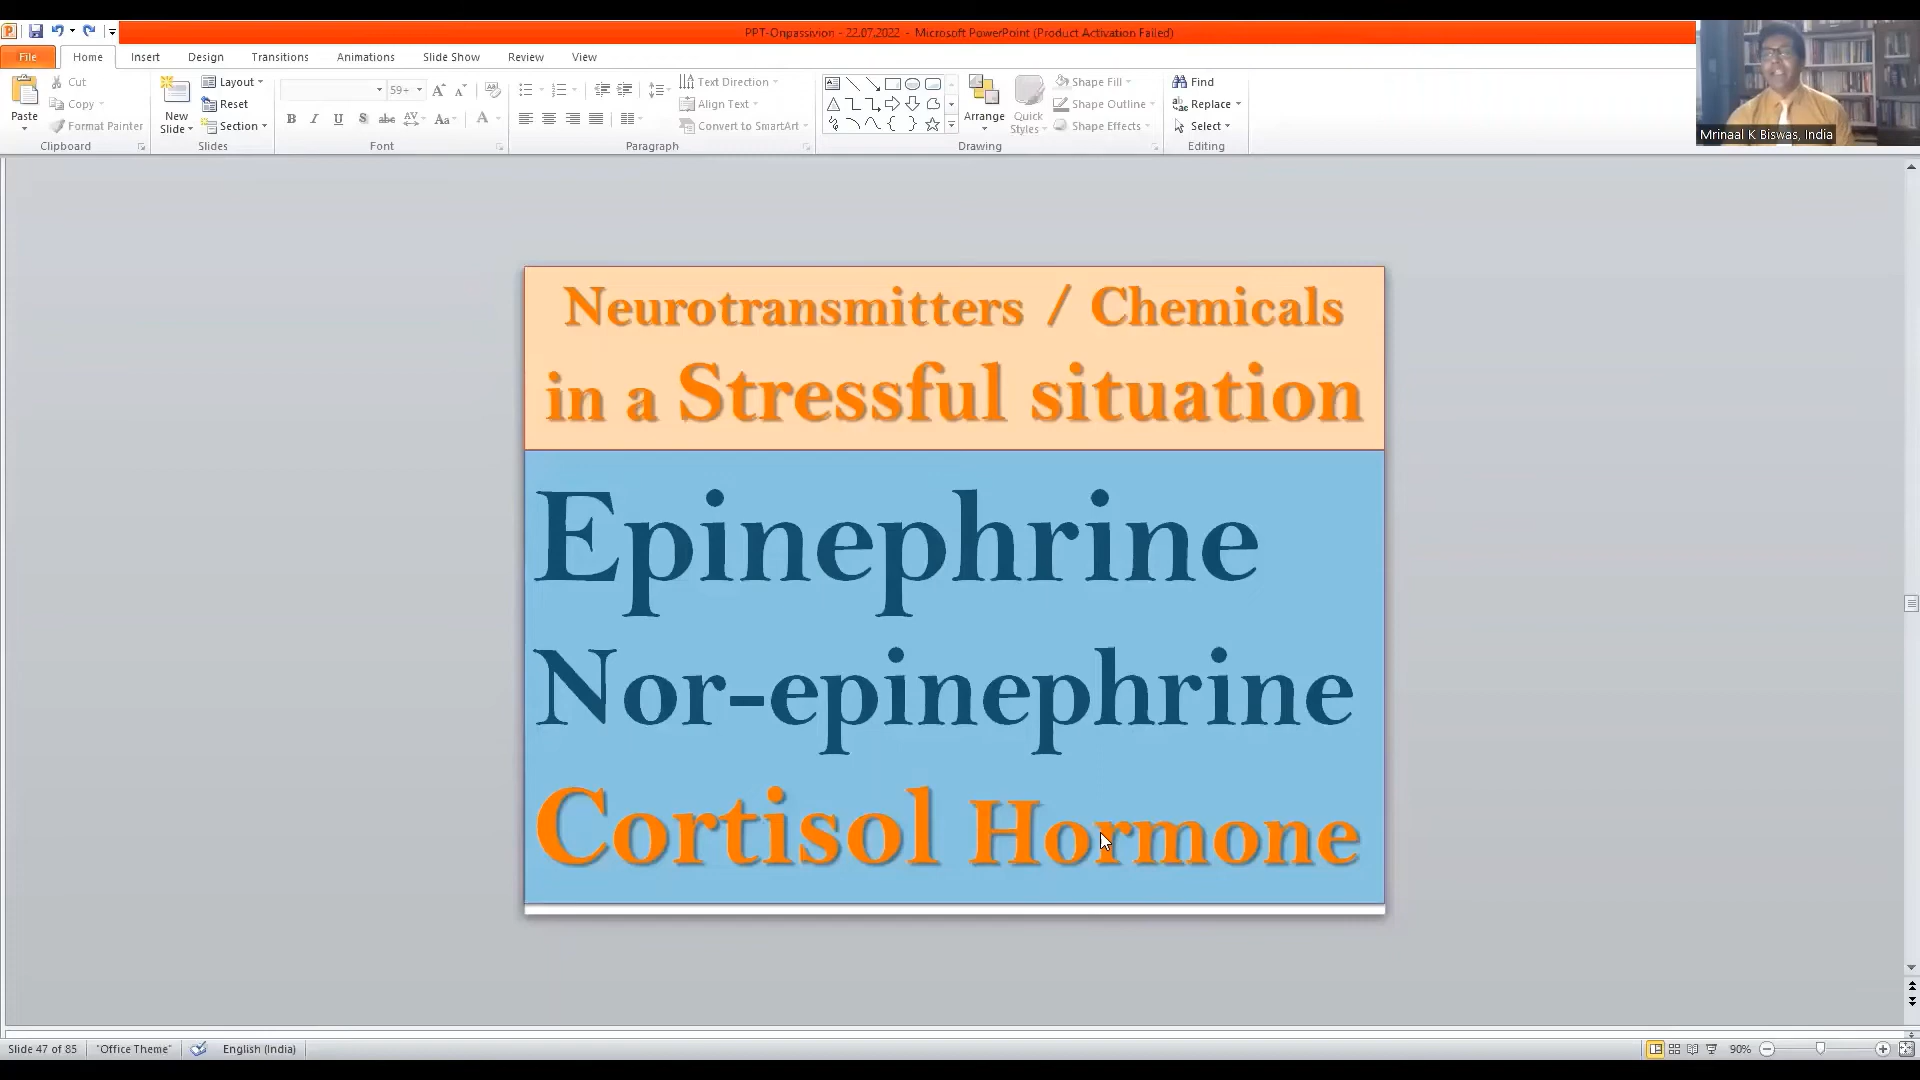 PPT-Onpassivion - 22.07.2022 - Microsoft PowerPoint (Product Activation Failed)
File Home Insert Design Transitions Animations Slide Show Review View
Cut
Copy
Format Painter
Paste
Clipboard
New
Slide
Layout
Reset
Section
Slides
59+
B I U S abc AV Aa A
Font
Text Direction
Align Text
Convert to SmartArt
Paragraph
Arrange
Quick
Styles
Shape Fill
Shape Outline
Shape Effects
Drawing
Find
Replace
Select
Editing
Mrinaal K Biswas, India
Neurotransmitters / Chemicals
in a Stressful situation
Epinephrine
Nor-epinephrine
Cortisol Hormone
Slide 47 of 85 "Office Theme" English (India) 90%